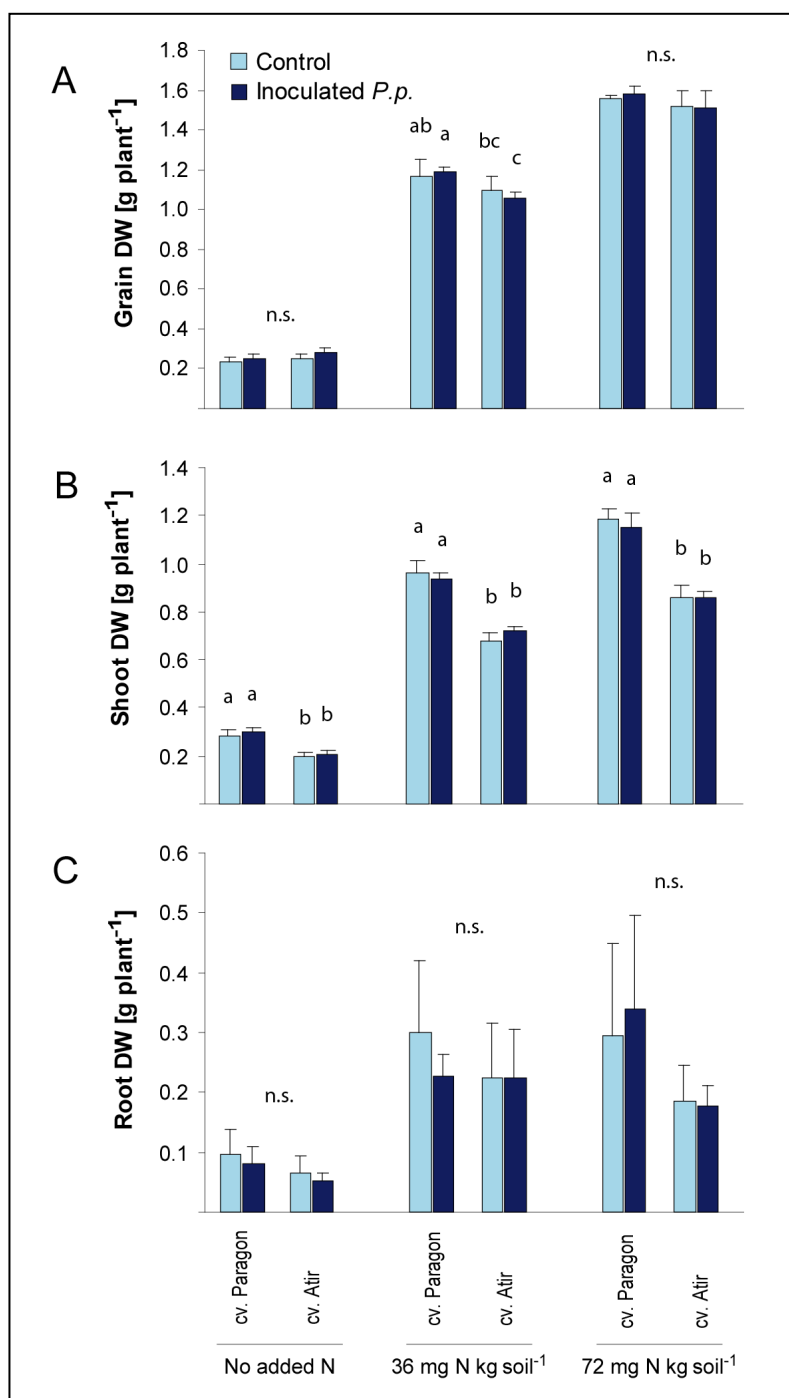 A
Grain DW [g plant⁻¹]
1.8
1.6
1.4
1.2
1.0
0.8
0.6
0.4
0.2
Control
Inoculated P.p.
n.s.
ab a bc c
n.s.
B
Shoot DW [g plant⁻¹]
1.4
1.2
1.0
0.8
0.6
0.4
0.2
a a b b
a a b b
a a b b
C
Root DW [g plant⁻¹]
0.6
0.5
0.4
0.3
0.2
0.1
n.s.
n.s.
n.s.
cv. Paragon
cv. Atir
cv. Paragon
cv. Atir
cv. Paragon
cv. Atir
No added N
36 mg N kg soil⁻¹
72 mg N kg soil⁻¹